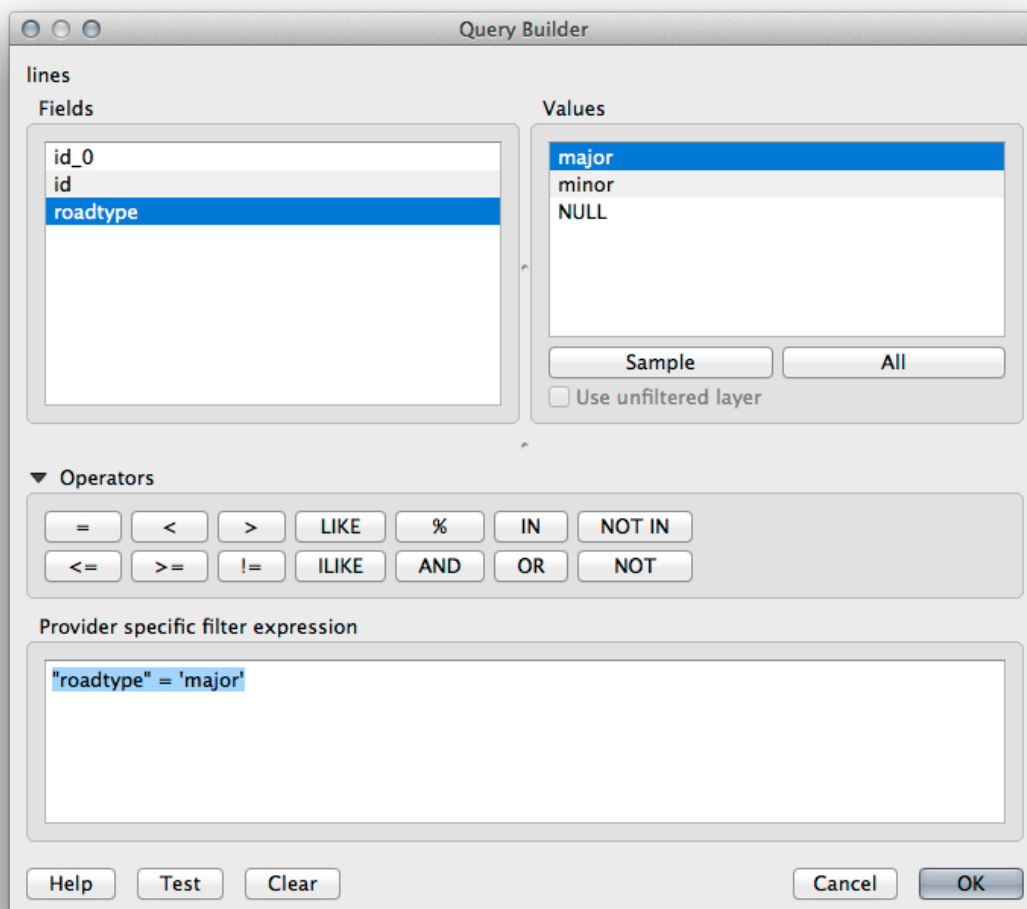 Query Builder
lines
Fields
Values
id_0
id
roadtype
major
minor
NULL
Sample
All
Use unfiltered layer
Operators
= < > LIKE % IN NOT IN
<= >= != ILIKE AND OR NOT
Provider specific filter expression
"roadtype" = 'major'
Help Test Clear Cancel OK